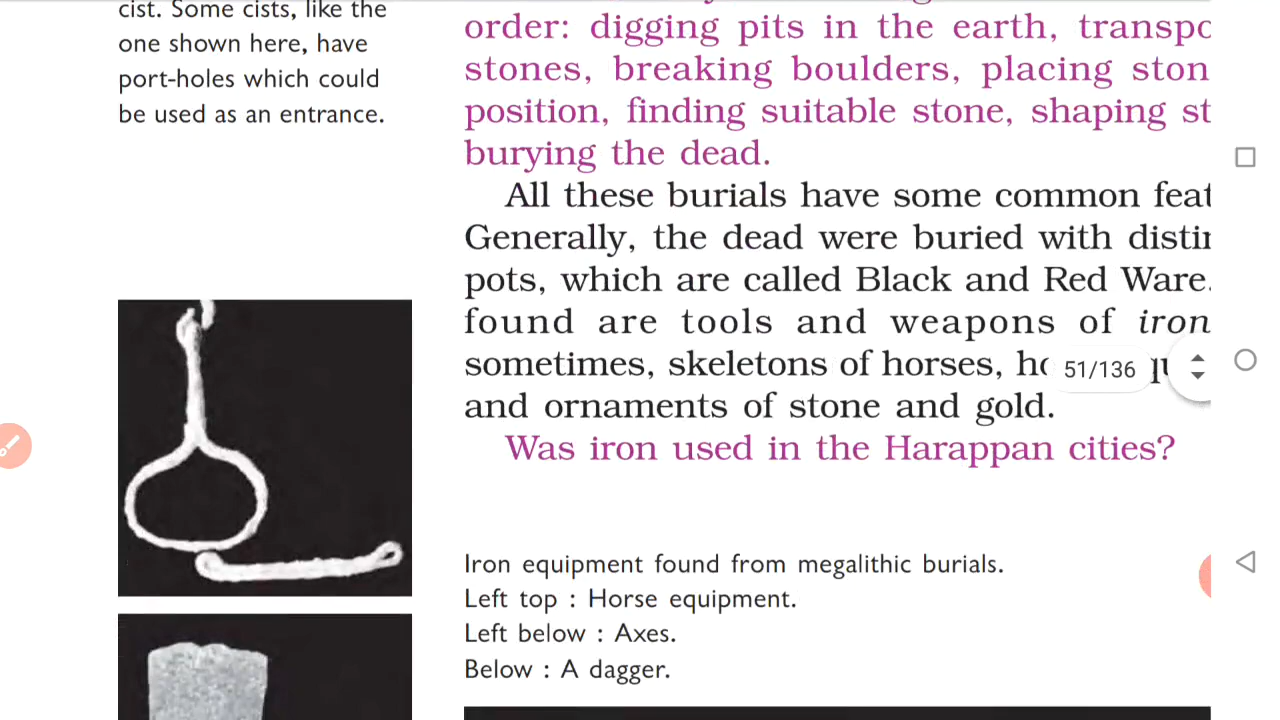 cist. Some cists, like the
one shown here, have
port-holes which could
be used as an entrance.
order: digging pits in the earth, transpo
stones, breaking boulders, placing ston
position, finding suitable stone, shaping st
burying the dead.
All these burials have some common feat
Generally, the dead were buried with distin
pots, which are called Black and Red Ware.
found are tools and weapons of iron
sometimes, skeletons of horses, ho
51/136
and ornaments of stone and gold.
Was iron used in the Harappan cities?
Iron equipment found from megalithic burials.
Left top : Horse equipment.
Left below : Axes.
Below : A dagger.